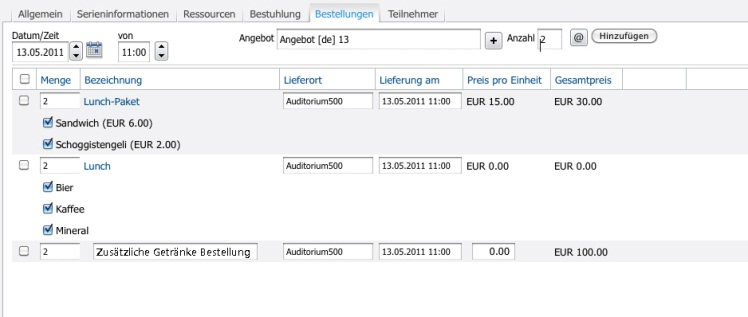 Allgemein Serieninformationen Ressourcen Bestuhlung Bestellungen Teilnehmer
Datum/Zeit von
13.05.2011 11:00 Angebot Angebot [de] 13 + Anzahl 2 @ Hinzufügen
Menge Bezeichnung Lieferort Lieferung am Preis pro Einheit Gesamtpreis
2 Lunch-Paket Auditorium500 13.05.2011 11:00 EUR 15.00 EUR 30.00
Sandwich (EUR 6.00)
Schoggistengeli (EUR 2.00)
2 Lunch Auditorium500 13.05.2011 11:00 EUR 0.00 EUR 0.00
Bier
Kaffee
Mineral
2 Zusätzliche Getränke Bestellung Auditorium500 13.05.2011 11:00 0.00 EUR 100.00